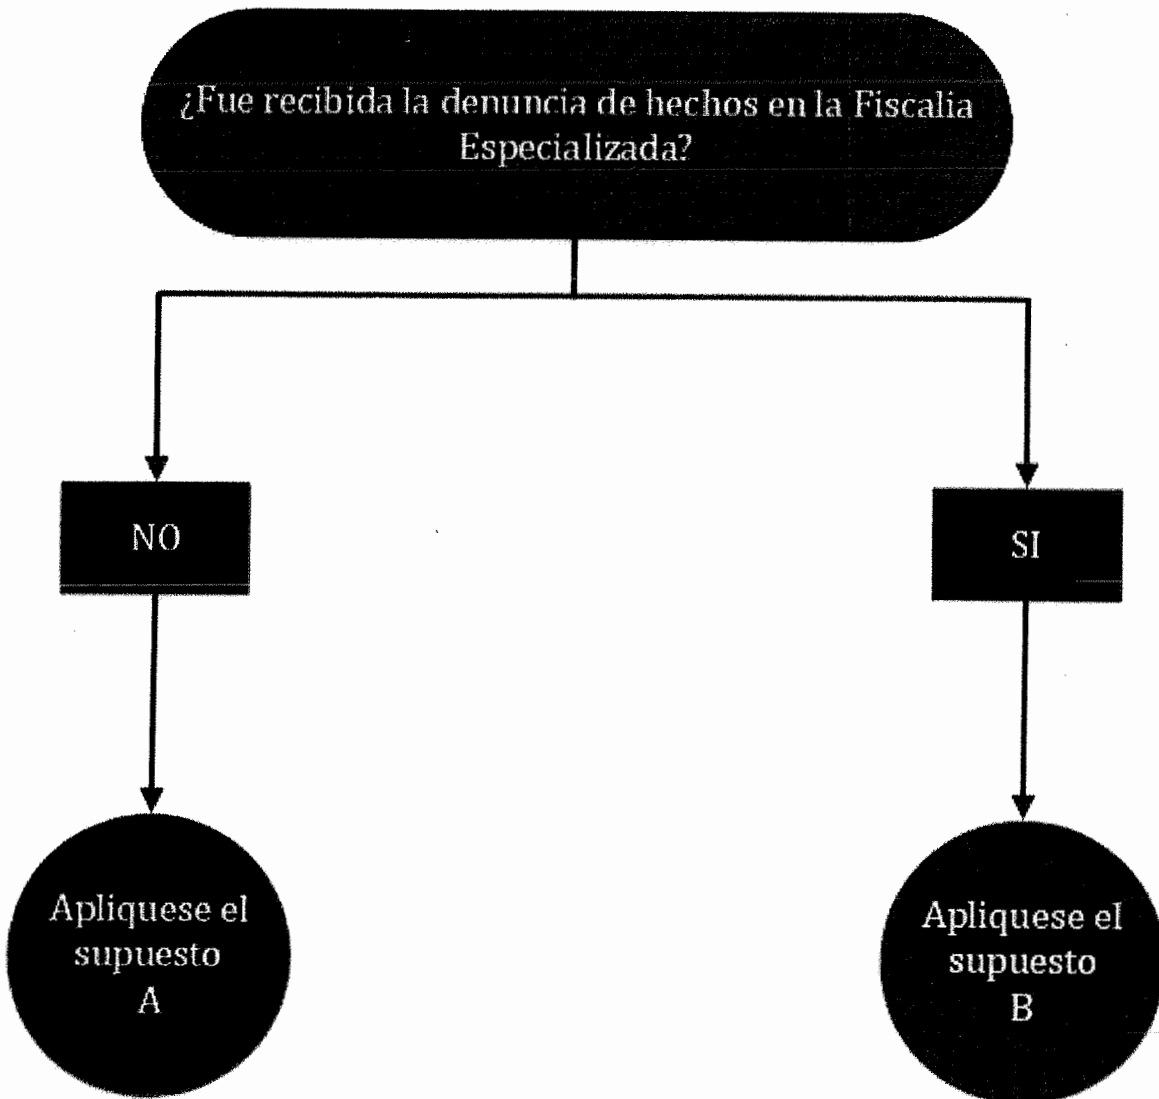 ¿Fue recibida la denuncia de hechos en la Fiscalia
Especializada?
NO
SI
Apliquese el
supuesto
A
Apliquese el
supuesto
B